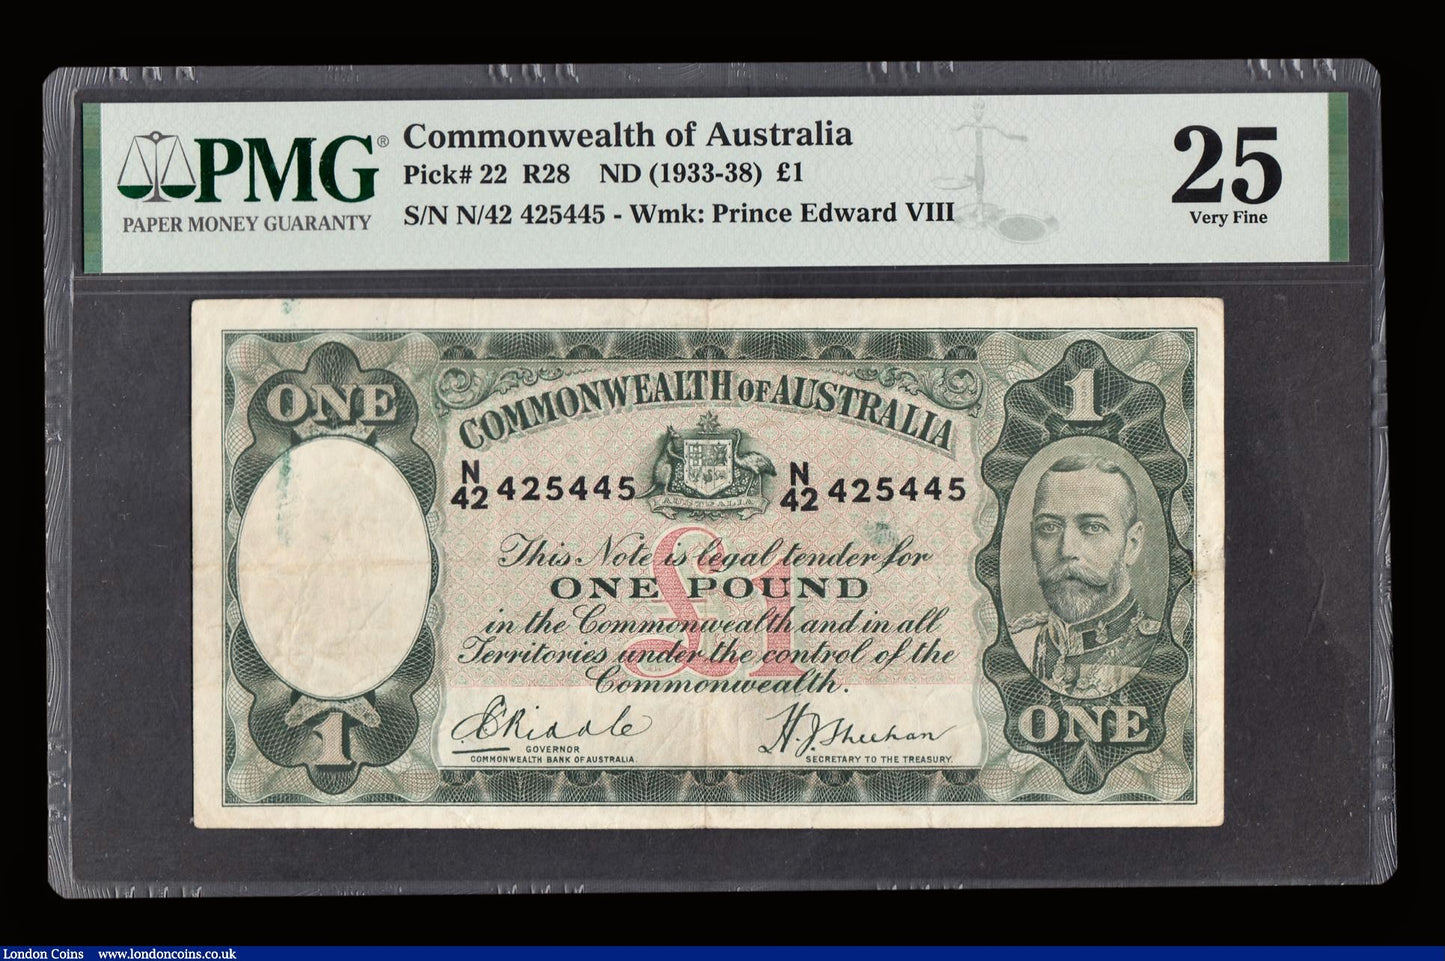 PMG®
PAPER MONEY GUARANTY
Commonwealth of Australia
Pick# 22 R28 ND (1933-38) £1
S/N N/42 425445 - Wmk: Prince Edward VIII
25
Very Fine
ONE
1
COMMONWEALTH OF AUSTRALIA
N/42 425445
N/42 425445
AUSTRALIA
£1
This Note is legal tender for
ONE POUND
in the Commonwealth and in all
Territories under the control of the
Commonwealth.
E Riddle
H. J. Sheehan
GOVERNOR
COMMONWEALTH BANK OF AUSTRALIA.
SECRETARY TO THE TREASURY.
1
ONE
London Coins www.londoncoins.co.uk